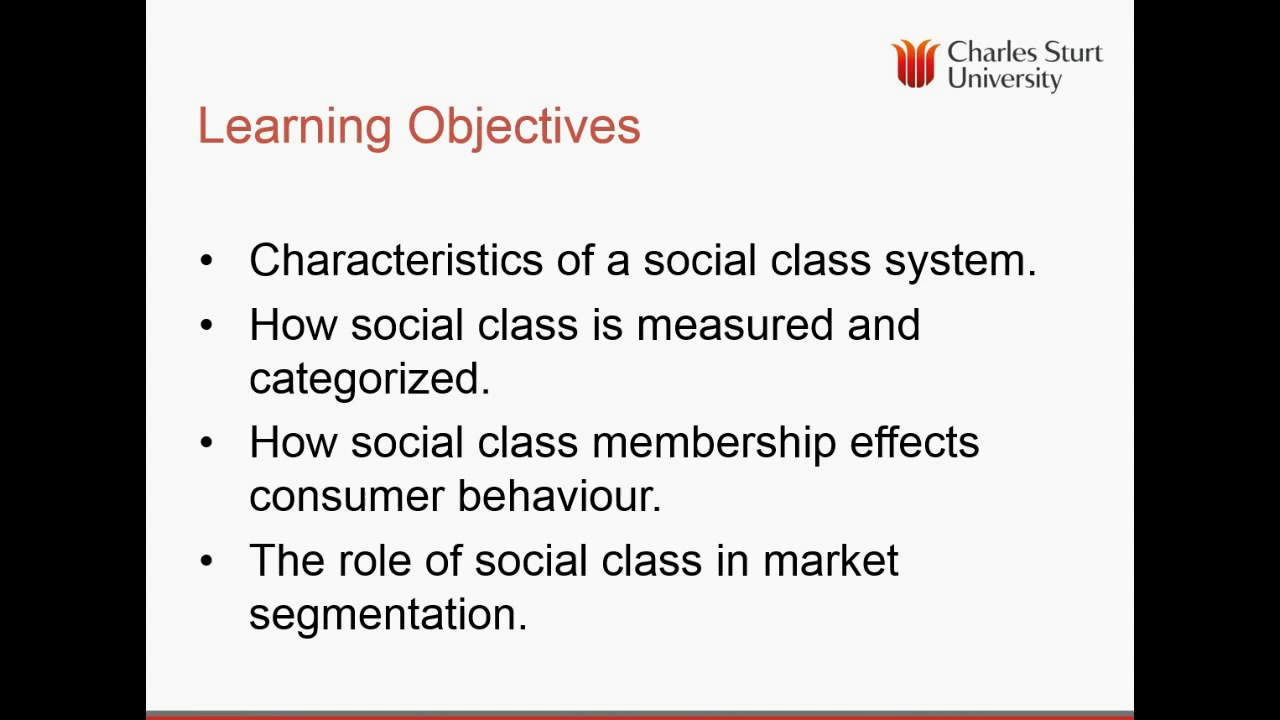 Charles Sturt
University
Learning Objectives
• Characteristics of a social class system.
• How social class is measured and
categorized.
• How social class membership effects
consumer behaviour.
• The role of social class in market
segmentation.